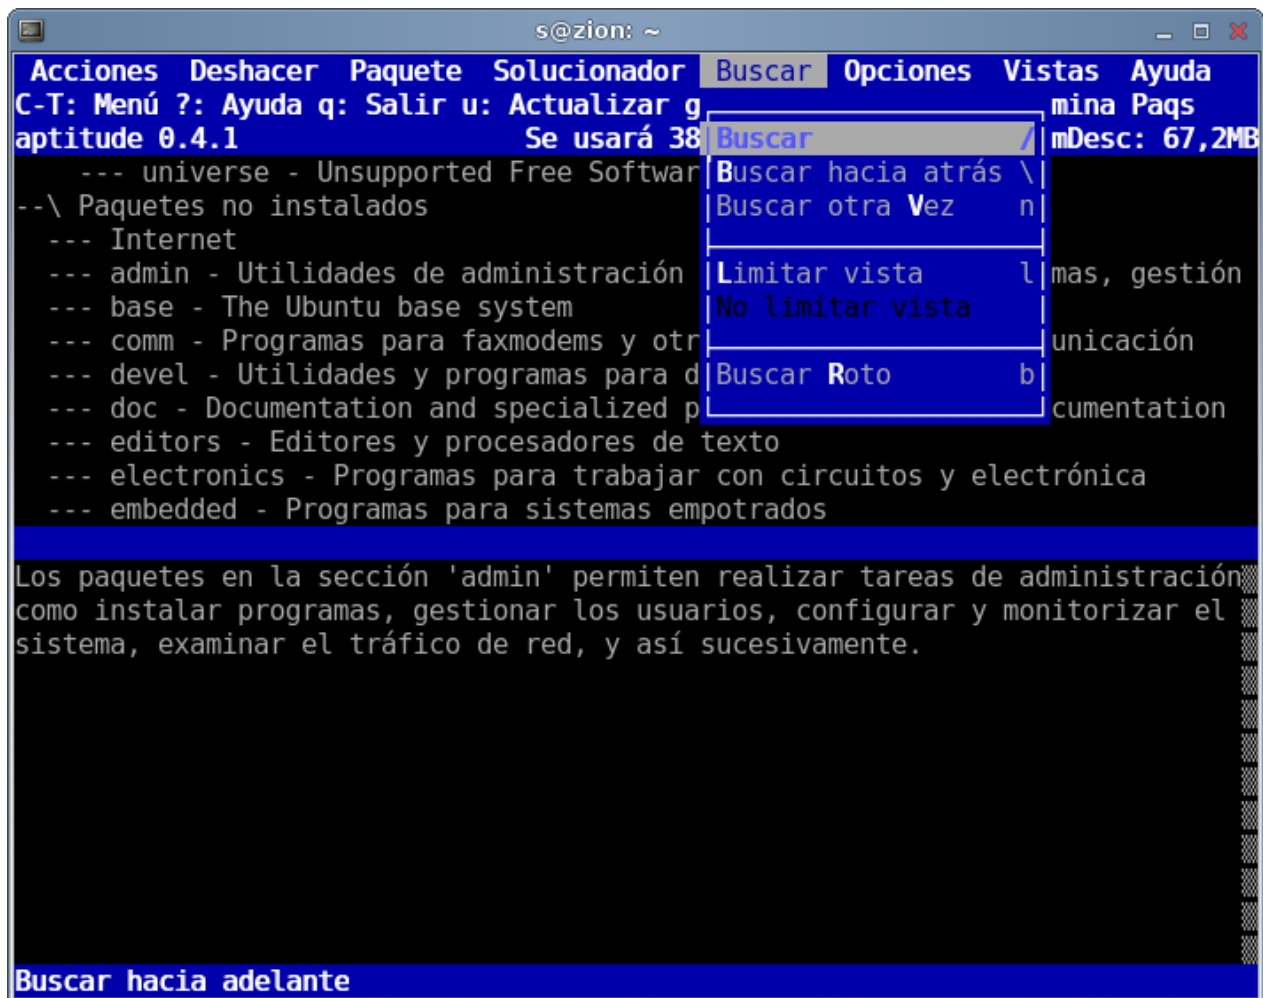 s@zion: ~
Acciones Deshacer Paquete Solucionador Buscar Opciones Vistas Ayuda
C-T: Menú ?: Ayuda q: Salir u: Actualizar g mina Paqs
aptitude 0.4.1 Se usará 38 mDesc: 67,2MB
Buscar /
Buscar hacia atrás \
Buscar otra Vez n
Limitar vista l
No limitar vista
Buscar Roto b
--- universe - Unsupported Free Softwar
--\ Paquetes no instalados
--- Internet
--- admin - Utilidades de administración mas, gestión
--- base - The Ubuntu base system
--- comm - Programas para faxmodems y otr unicación
--- devel - Utilidades y programas para d
--- doc - Documentation and specialized p cumentation
--- editors - Editores y procesadores de texto
--- electronics - Programas para trabajar con circuitos y electrónica
--- embedded - Programas para sistemas empotrados
Los paquetes en la sección 'admin' permiten realizar tareas de administración
como instalar programas, gestionar los usuarios, configurar y monitorizar el
sistema, examinar el tráfico de red, y así sucesivamente.
Buscar hacia adelante